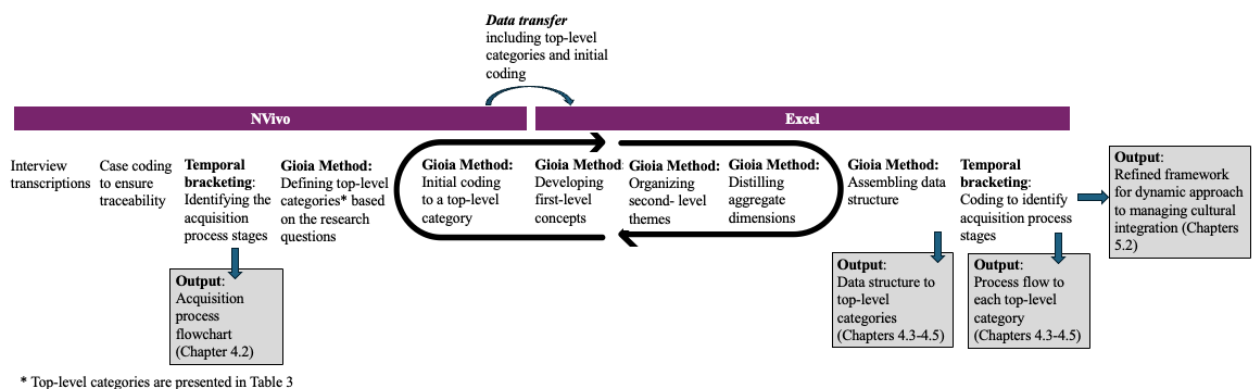 Data transfer
including top-level
categories and initial
coding
NVivo
Excel
Interview
transcriptions
Case coding
to ensure
traceability
Temporal
bracketing:
Identifying the
acquisition
process stages
Gioia Method:
Defining top-level
categories* based
on the research
questions
Gioia Method:
Initial coding
to a top-level
category
Gioia Method:
Developing
first-level
concepts
Gioia Method:
Organizing
second- level
themes
Gioia Method:
Distilling
aggregate
dimensions
Gioia Method:
Assembling data
structure
Temporal
bracketing:
Coding to identify
acquisition process
stages
Output:
Refined framework
for dynamic approach
to managing cultural
integration (Chapters
5.2)
Output:
Acquisition
process
flowchart
(Chapter 4.2)
Output:
Data structure to
top-level
categories
(Chapters 4.3-4.5)
Output:
Process flow to
each top-level
category
(Chapters 4.3-4.5)
* Top-level categories are presented in Table 3